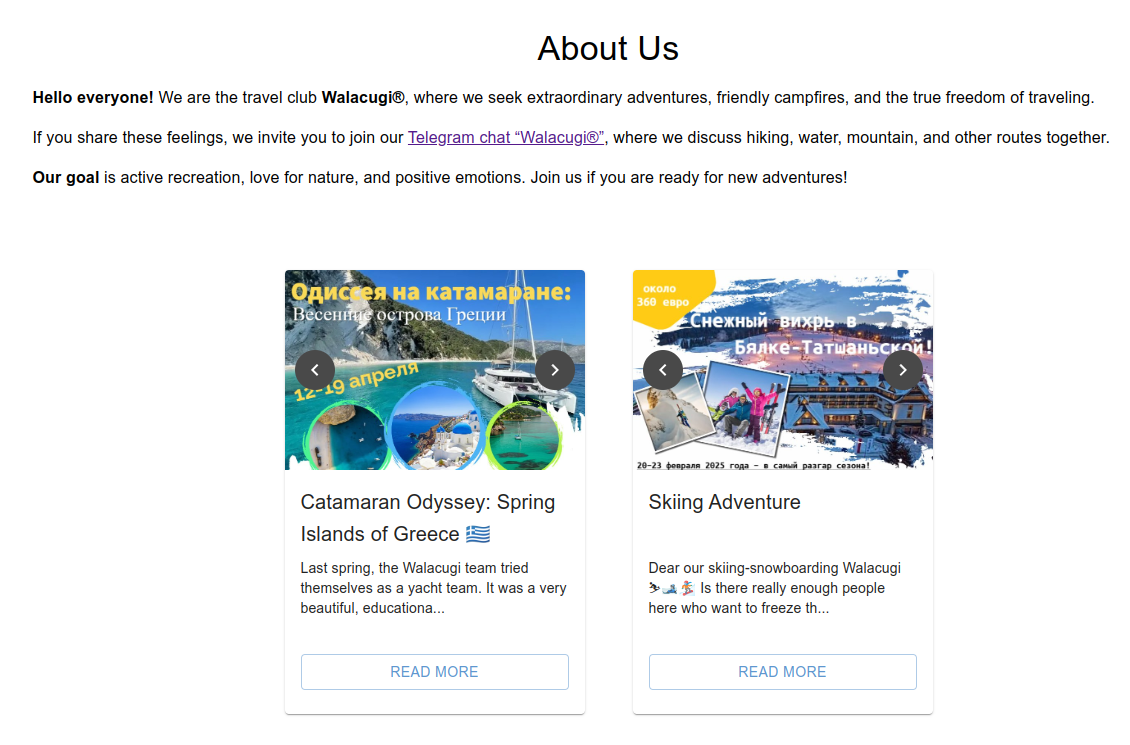 About Us
Hello everyone! We are the travel club Walacugi®, where we seek extraordinary adventures, friendly campfires, and the true freedom of traveling.
If you share these feelings, we invite you to join our Telegram chat “Walacugi®”, where we discuss hiking, water, mountain, and other routes together.
Our goal is active recreation, love for nature, and positive emotions. Join us if you are ready for new adventures!
Одиссея на катамаране:
Весенние острова Греции
12-19 апреля
Catamaran Odyssey: Spring
Islands of Greece 🇬🇷
Last spring, the Walacugi team tried
themselves as a yacht team. It was a very
beautiful, educationa...
READ MORE
около
360 евро
Снежный вихрь в
Бялке-Татшаньской!
20-23 февраля 2025 года - в самый разгар сезона!
Skiing Adventure
Dear our skiing-snowboarding Walacugi
⛷🎿🏂 Is there really enough people
here who want to freeze th...
READ MORE